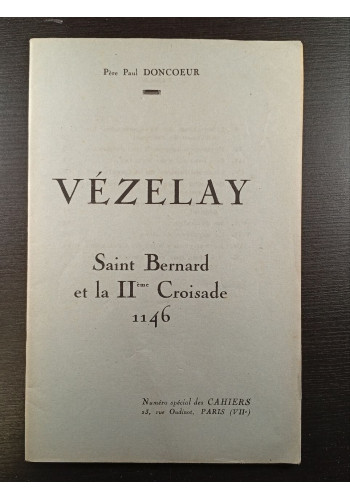 Père Paul DONCOEUR
VÉZELAY
Saint Bernard
et la IIème Croisade
1146
Numéro spécial des CAHIERS
23, rue Oudinot, PARIS (VIIe)